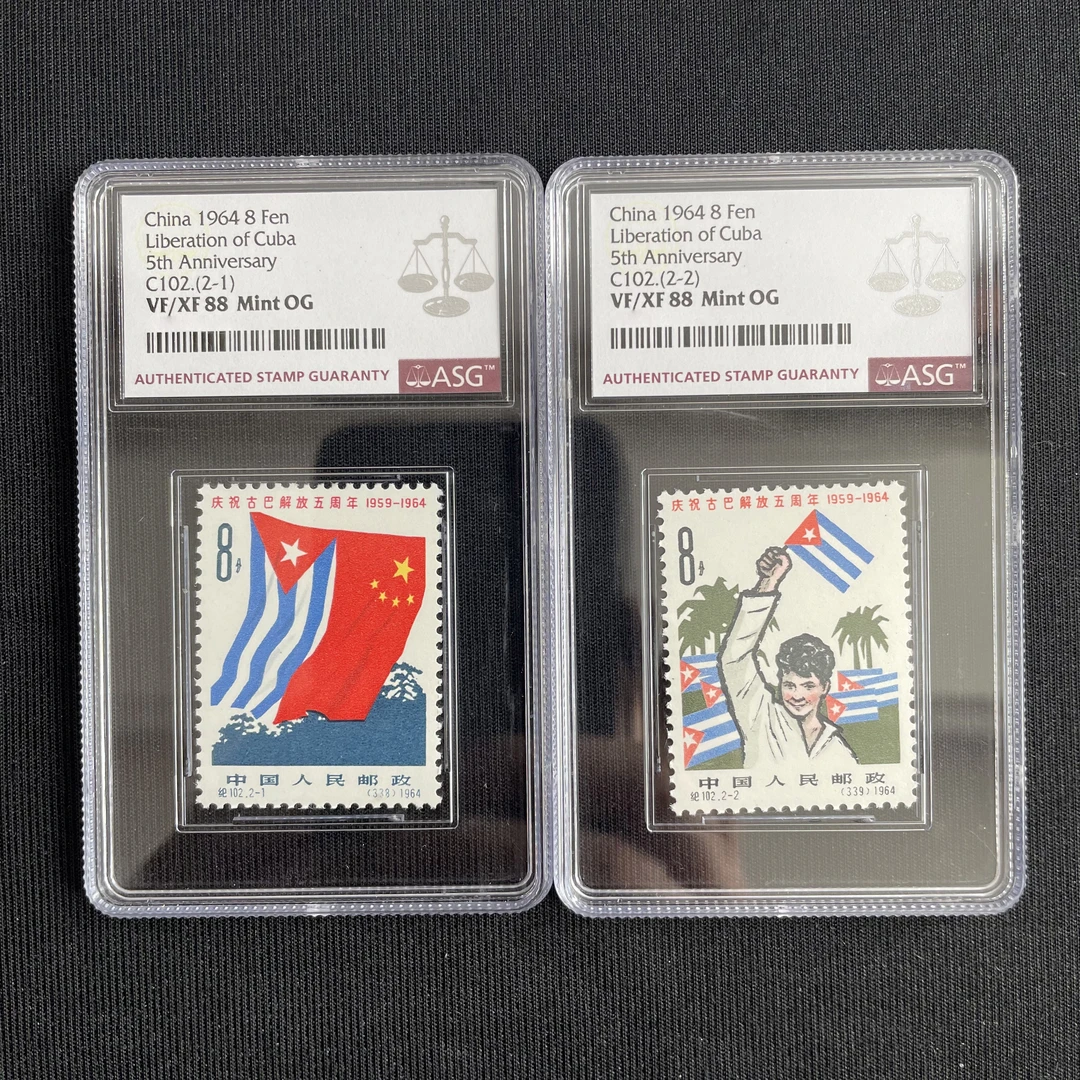 China 1964 8 Fen
Liberation of Cuba
5th Anniversary
C102.(2-1)
VF/XF 88 Mint OG
AUTHENTICATED STAMP GUARANTY
ASG™
庆祝古巴解放五周年 1959-1964
8分
中国人民邮政
纪102.2-1 (338) 1964
China 1964 8 Fen
Liberation of Cuba
5th Anniversary
C102.(2-2)
VF/XF 88 Mint OG
AUTHENTICATED STAMP GUARANTY
ASG™
庆祝古巴解放五周年 1959-1964
8分
中国人民邮政
纪102.2-2 (339) 1964